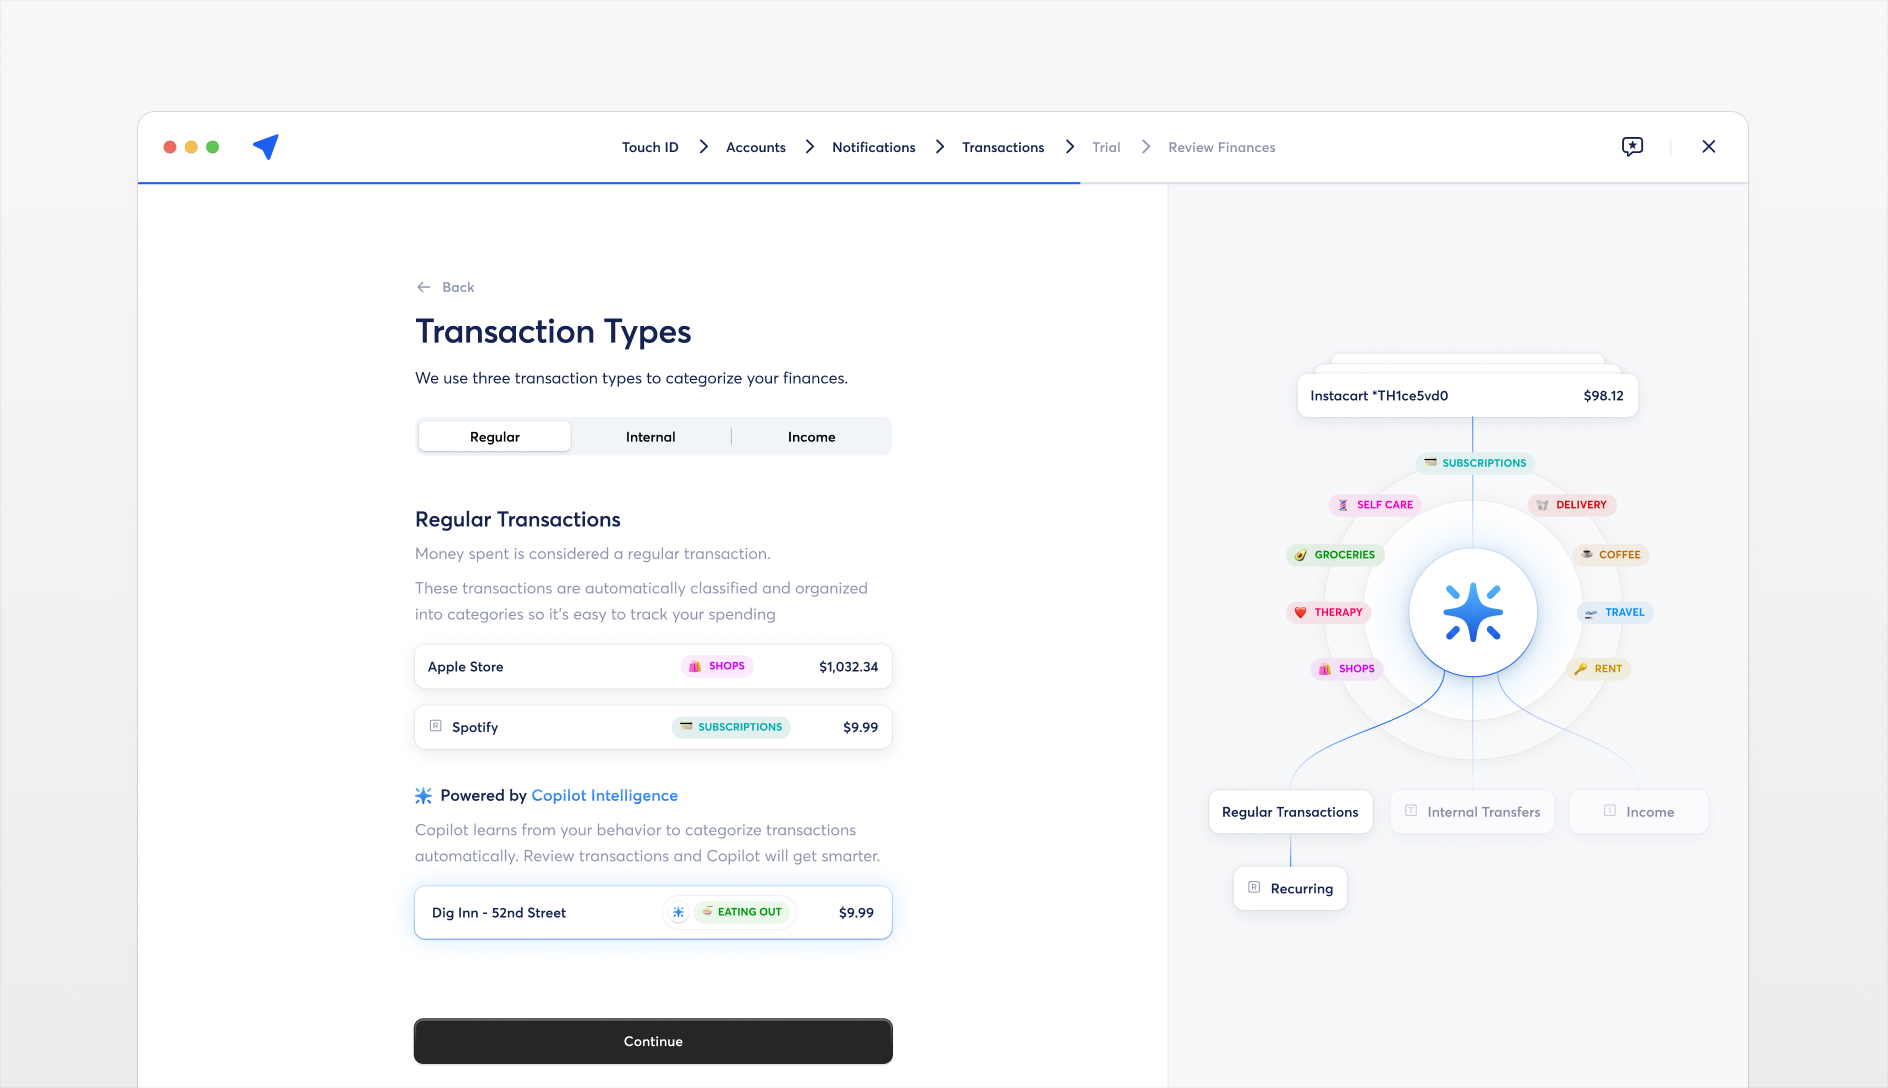 Touch ID
Accounts
Notifications
Transactions
Trial
Review Finances
Back
Transaction Types
We use three transaction types to categorize your finances.
Regular
Internal
Income
Regular Transactions
Money spent is considered a regular transaction.
These transactions are automatically classified and organized
into categories so it's easy to track your spending
Apple Store
SHOPS
$1,032.34
R
Spotify
SUBSCRIPTIONS
$9.99
Powered by Copilot Intelligence
Copilot learns from your behavior to categorize transactions
automatically. Review transactions and Copilot will get smarter.
Dig Inn - 52nd Street
EATING OUT
$9.99
Continue
Instacart *TH1ce5vd0
$98.12
SUBSCRIPTIONS
SELF CARE
DELIVERY
GROCERIES
COFFEE
THERAPY
TRAVEL
SHOPS
RENT
Regular Transactions
T
Internal Transfers
I
Income
R
Recurring